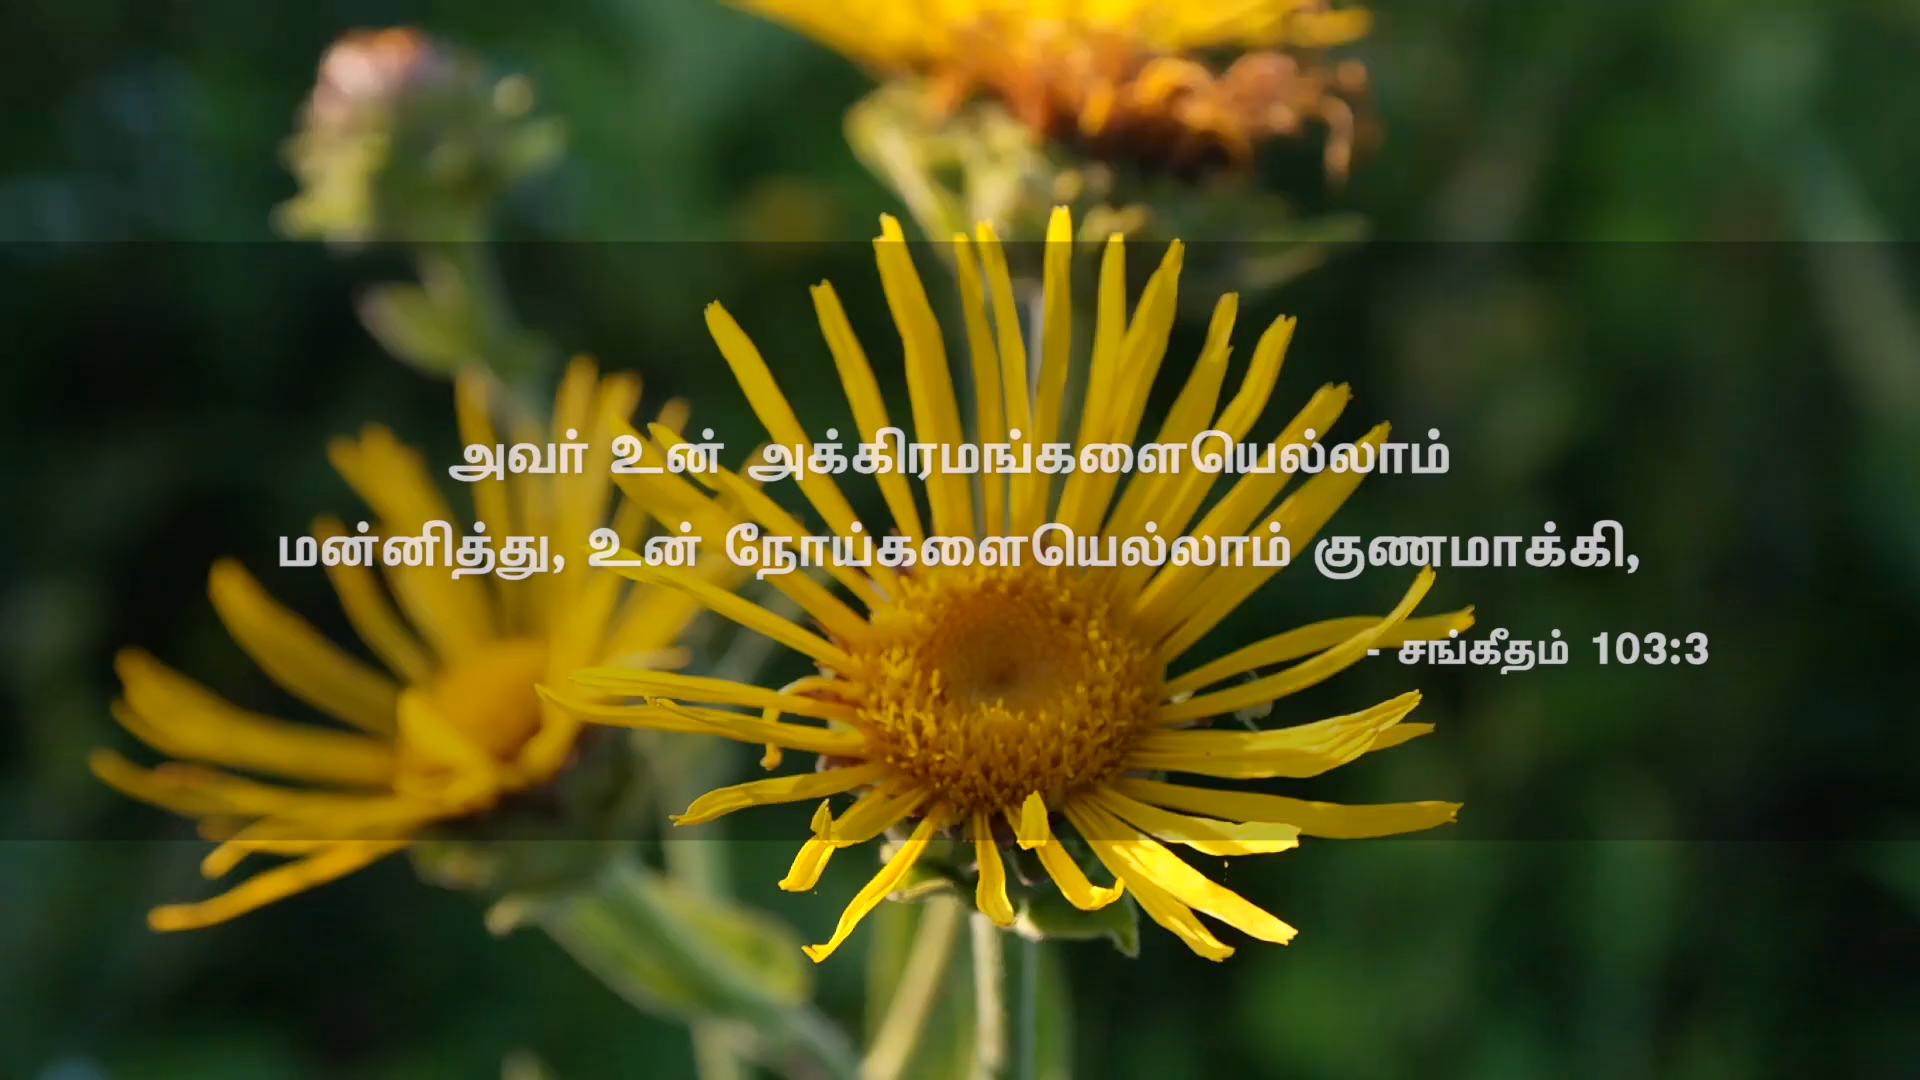 அவர் உன் அக்கிரமங்களையெல்லாம்
மன்னித்து, உன் நோய்களையெல்லாம் குணமாக்கி,
- சங்கீதம் 103:3